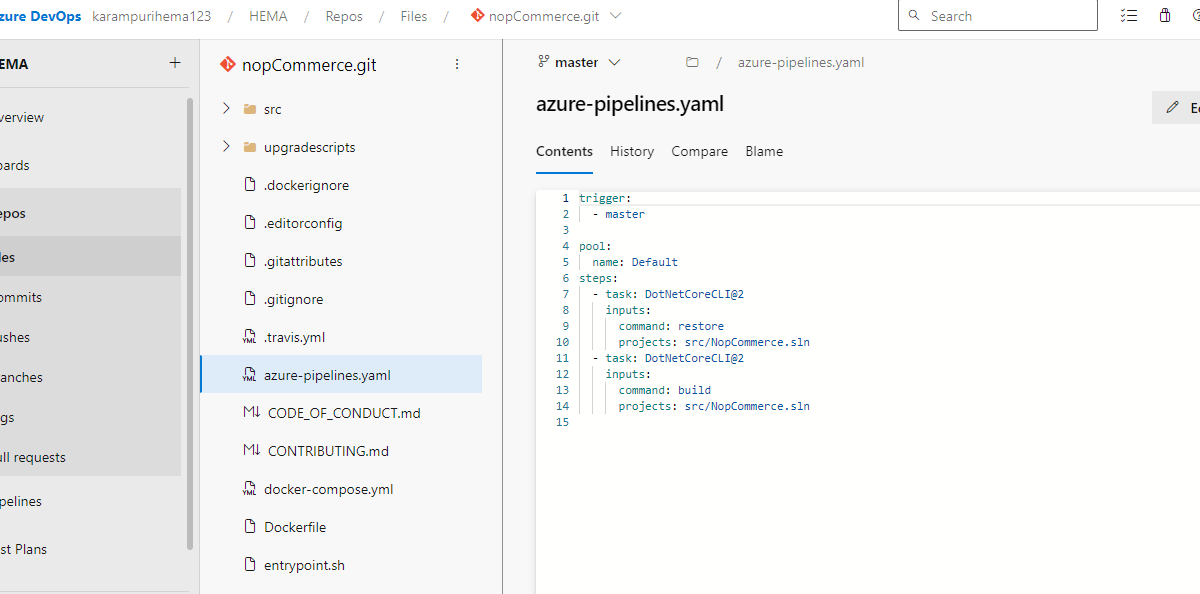 zure DevOps karampurihema123 / HEMA / Repos / Files / nopCommerce.git
Search
EMA +
verview
oards
epos
les
ommits
ushes
ranches
gs
ull requests
pelines
st Plans
nopCommerce.git
src
upgradescripts
.dockerignore
.editorconfig
.gitattributes
.gitignore
.travis.yml
azure-pipelines.yaml
CODE_OF_CONDUCT.md
CONTRIBUTING.md
docker-compose.yml
Dockerfile
entrypoint.sh
master / azure-pipelines.yaml
azure-pipelines.yaml
Ed
Contents History Compare Blame
1 trigger:
2 - master
3
4 pool:
5 name: Default
6 steps:
7 - task: DotNetCoreCLI@2
8 inputs:
9 command: restore
10 projects: src/NopCommerce.sln
11 - task: DotNetCoreCLI@2
12 inputs:
13 command: build
14 projects: src/NopCommerce.sln
15